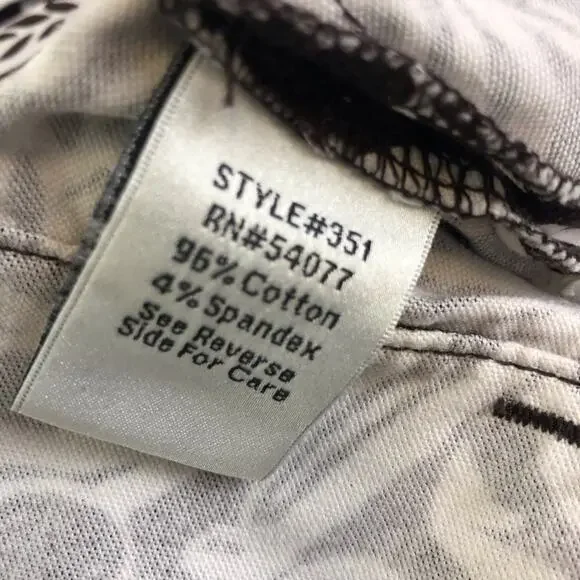 STYLE#351
RN#54077
96% Cotton
4% Spandex
See Reverse
Side For Care